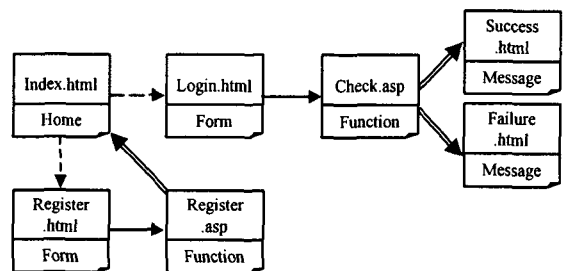 Success
.html
Message
Index.html
Home
Login.html
Form
Check.asp
Function
Failure
.html
Message
Register
.html
Form
Register
.asp
Function